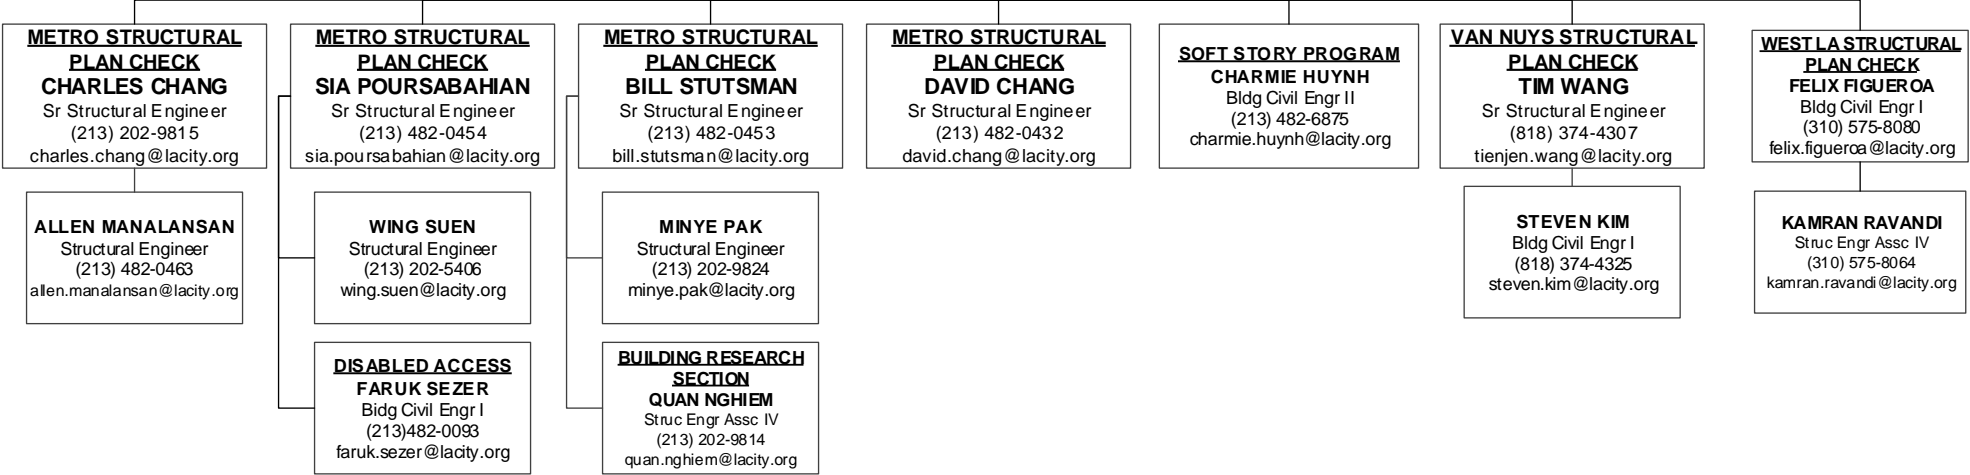 METRO STRUCTURAL
PLAN CHECK
CHARLES CHANG
Sr Structural Engineer
(213) 202-9815
charles.chang@lacity.org
ALLEN MANALANSAN
Structural Engineer
(213) 482-0463
allen.manalansan@lacity.org
METRO STRUCTURAL
PLAN CHECK
SIA POURSABAHIAN
Sr Structural Engineer
(213) 482-0454
sia.poursabahian@lacity.org
WING SUEN
Structural Engineer
(213) 202-5406
wing.suen@lacity.org
DISABLED ACCESS
FARUK SEZER
Bidg Civil Engr I
(213)482-0093
faruk.sezer@lacity.org
METRO STRUCTURAL
PLAN CHECK
BILL STUTSMAN
Sr Structural Engineer
(213) 482-0453
bill.stutsman@lacity.org
MINYE PAK
Structural Engineer
(213) 202-9824
minye.pak@lacity.org
BUILDING RESEARCH
SECTION
QUAN NGHIEM
Struc Engr Assc IV
(213) 202-9814
quan.nghiem@lacity.org
METRO STRUCTURAL
PLAN CHECK
DAVID CHANG
Sr Structural Engineer
(213) 482-0432
david.chang@lacity.org
SOFT STORY PROGRAM
CHARMIE HUYNH
Bldg Civil Engr II
(213) 482-6875
charmie.huynh@lacity.org
VAN NUYS STRUCTURAL
PLAN CHECK
TIM WANG
Sr Structural Engineer
(818) 374-4307
tienjen.wang@lacity.org
STEVEN KIM
Bldg Civil Engr I
(818) 374-4325
steven.kim@lacity.org
WEST LA STRUCTURAL
PLAN CHECK
FELIX FIGUEROA
Bldg Civil Engr I
(310) 575-8080
felix.figueroa@lacity.org
KAMRAN RAVANDI
Struc Engr Assc IV
(310) 575-8064
kamran.ravandi@lacity.org